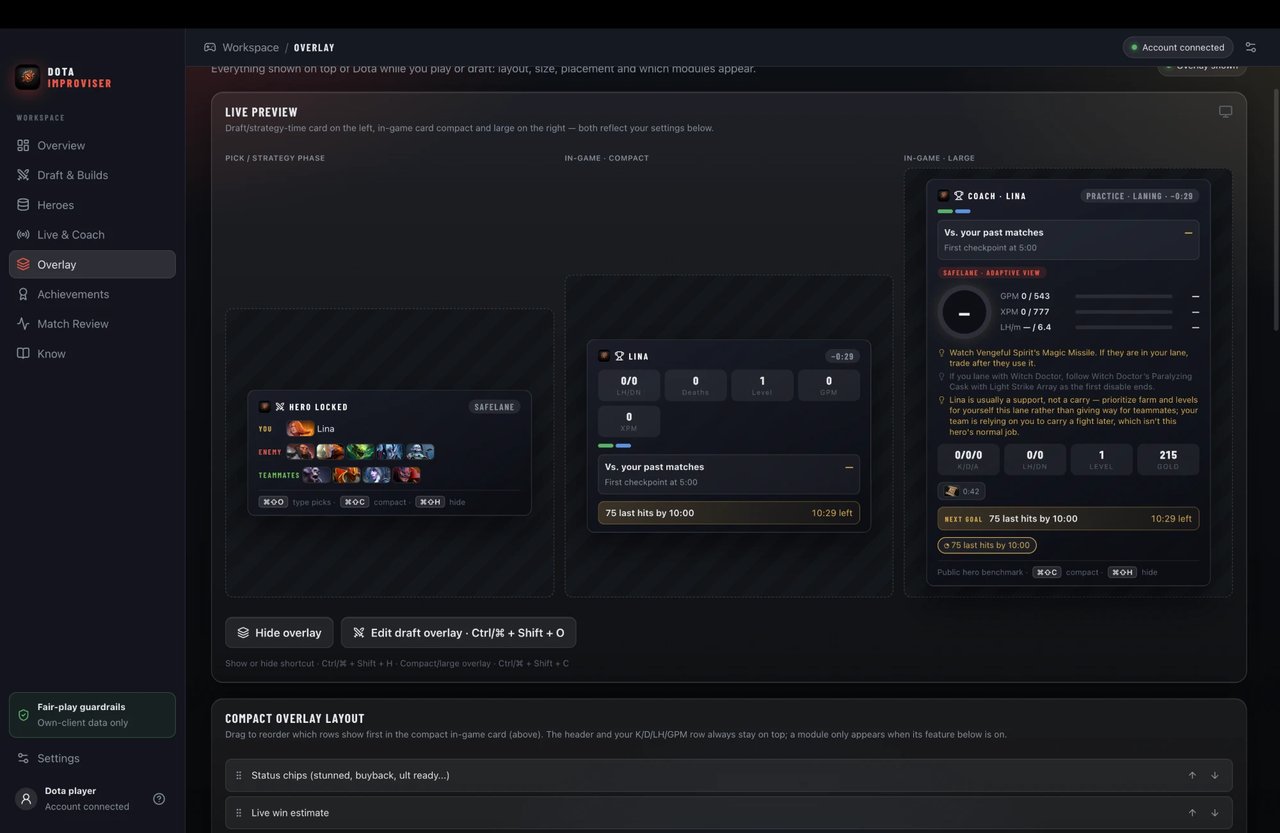 DOTA
IMPROVISER
WORKSPACE
Overview
Draft & Builds
Heroes
Live & Coach
Overlay
Achievements
Match Review
Know
Fair-play guardrails
Own-client data only
Settings
Dota player
Account connected
Workspace / OVERLAY
Account connected
Everything shown on top of Dota while you play or draft: layout, size, placement and which modules appear.
Overlay shown
LIVE PREVIEW
Draft/strategy-time card on the left, in-game card compact and large on the right — both reflect your settings below.
PICK / STRATEGY PHASE
HERO LOCKED
SAFELANE
YOU Lina
ENEMY
TEAMMATES
⌘⇧O type picks · ⌘⇧C compact · ⌘⇧H hide
IN-GAME · COMPACT
LINA
−0:29
0/0 0 1 0
LH/DN Deaths Level GPM
0
XPM
Vs. your past matches —
First checkpoint at 5:00
75 last hits by 10:00 10:29 left
IN-GAME · LARGE
COACH · LINA
PRACTICE · LANING · −0:29
Vs. your past matches —
First checkpoint at 5:00
SAFELANE · ADAPTIVE VIEW
—
GPM 0 / 543 —
XPM 0 / 777 —
LH/m — / 6.4 —
Watch Vengeful Spirit's Magic Missile. If they are in your lane,
trade after they use it.
If you lane with Witch Doctor, follow Witch Doctor's Paralyzing
Cask with Light Strike Array as the first disable ends.
Lina is usually a support, not a carry — prioritize farm and levels
for yourself this lane rather than giving way for teammates; your
team is relying on you to carry a fight later, which isn't this
hero's normal job.
0/0/0 0/0 1 215
K/D/A LH/DN LEVEL GOLD
0:42
NEXT GOAL 75 last hits by 10:00 10:29 left
75 last hits by 10:00
Public hero benchmark · ⌘⇧C compact · ⌘⇧H hide
Hide overlay
Edit draft overlay · Ctrl/⌘ + Shift + O
Show or hide shortcut · Ctrl/⌘ + Shift + H · Compact/large overlay · Ctrl/⌘ + Shift + C
COMPACT OVERLAY LAYOUT
Drag to reorder which rows show first in the compact in-game card (above). The header and your K/D/LH/GPM row always stay on top; a module only appears when its feature below is on.
Status chips (stunned, buyback, ult ready...)
Live win estimate